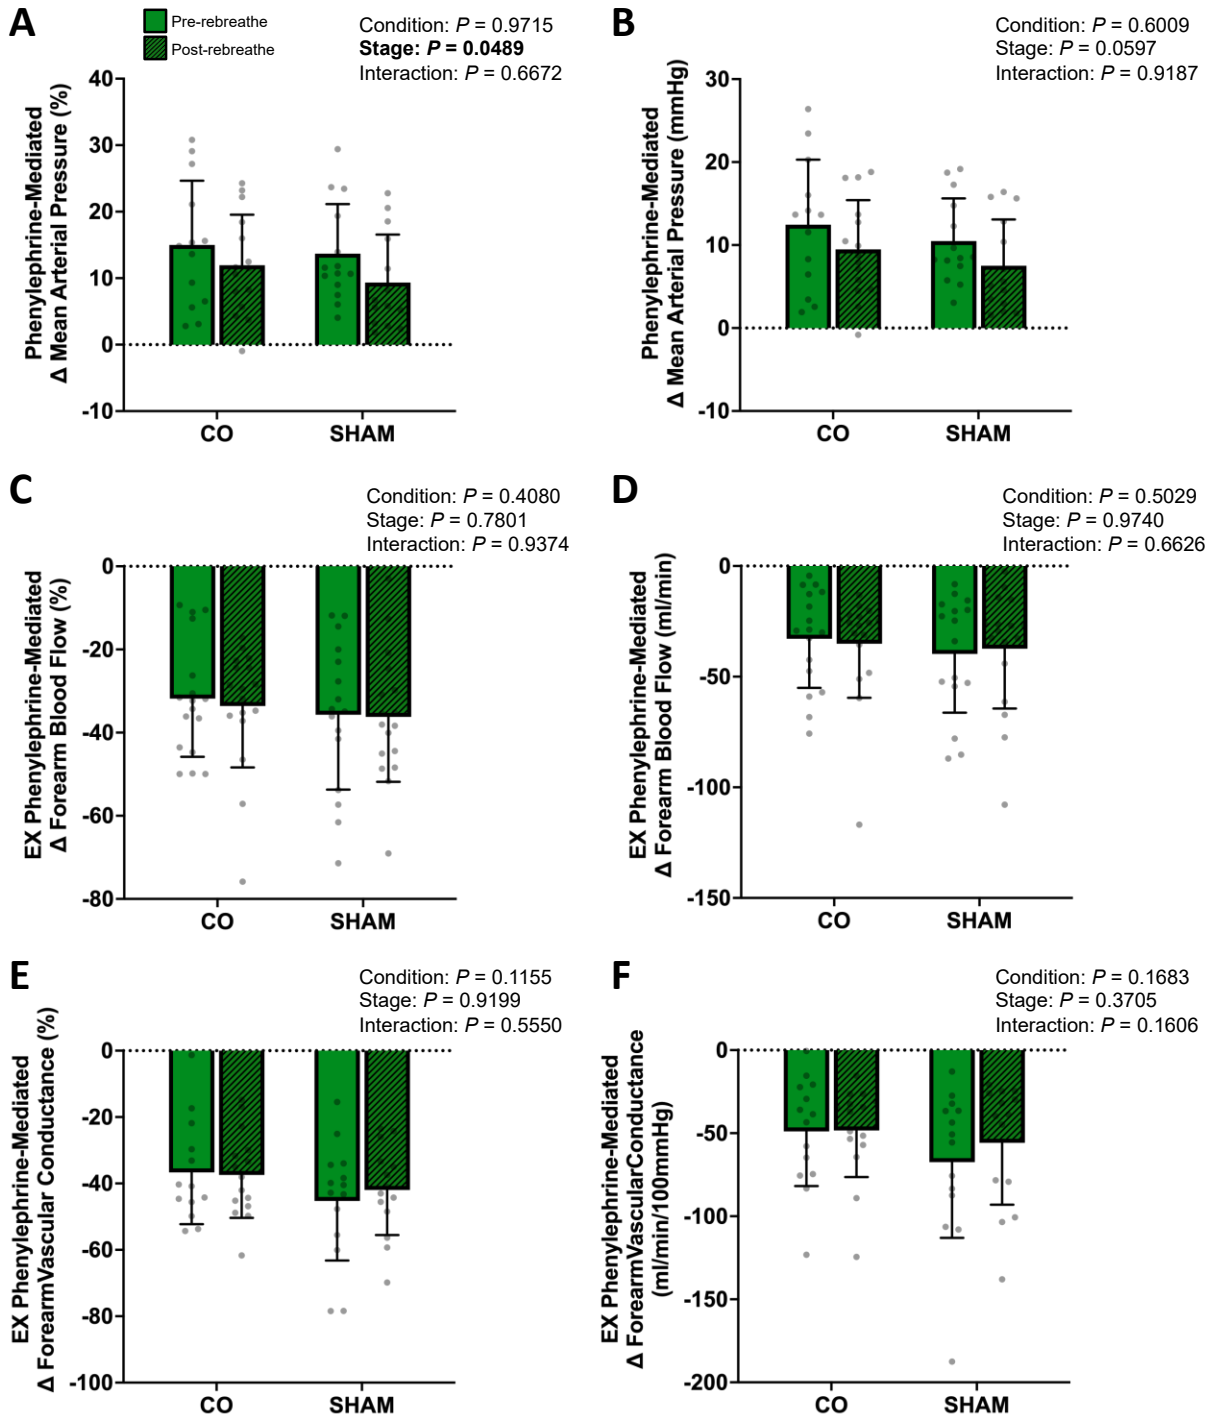 A
Pre-rebreathe
Post-rebreathe
Condition: P = 0.9715
Stage: P = 0.0489
Interaction: P = 0.6672
Phenylephrine-Mediated
Δ Mean Arterial Pressure (%)
40
30
20
10
0
-10
CO
SHAM
B
Condition: P = 0.6009
Stage: P = 0.0597
Interaction: P = 0.9187
Phenylephrine-Mediated
Δ Mean Arterial Pressure (mmHg)
30
20
10
0
-10
CO
SHAM
C
Condition: P = 0.4080
Stage: P = 0.7801
Interaction: P = 0.9374
EX Phenylephrine-Mediated
Δ Forearm Blood Flow (%)
0
-20
-40
-60
-80
CO
SHAM
D
Condition: P = 0.5029
Stage: P = 0.9740
Interaction: P = 0.6626
EX Phenylephrine-Mediated
Δ Forearm Blood Flow (ml/min)
0
-50
-100
-150
CO
SHAM
E
Condition: P = 0.1155
Stage: P = 0.9199
Interaction: P = 0.5550
EX Phenylephrine-Mediated
Δ ForearmVascular Conductance (%)
0
-20
-40
-60
-80
-100
CO
SHAM
F
Condition: P = 0.1683
Stage: P = 0.3705
Interaction: P = 0.1606
EX Phenylephrine-Mediated
Δ ForearmVascularConductance
(ml/min/100mmHg)
0
-50
-100
-150
-200
CO
SHAM